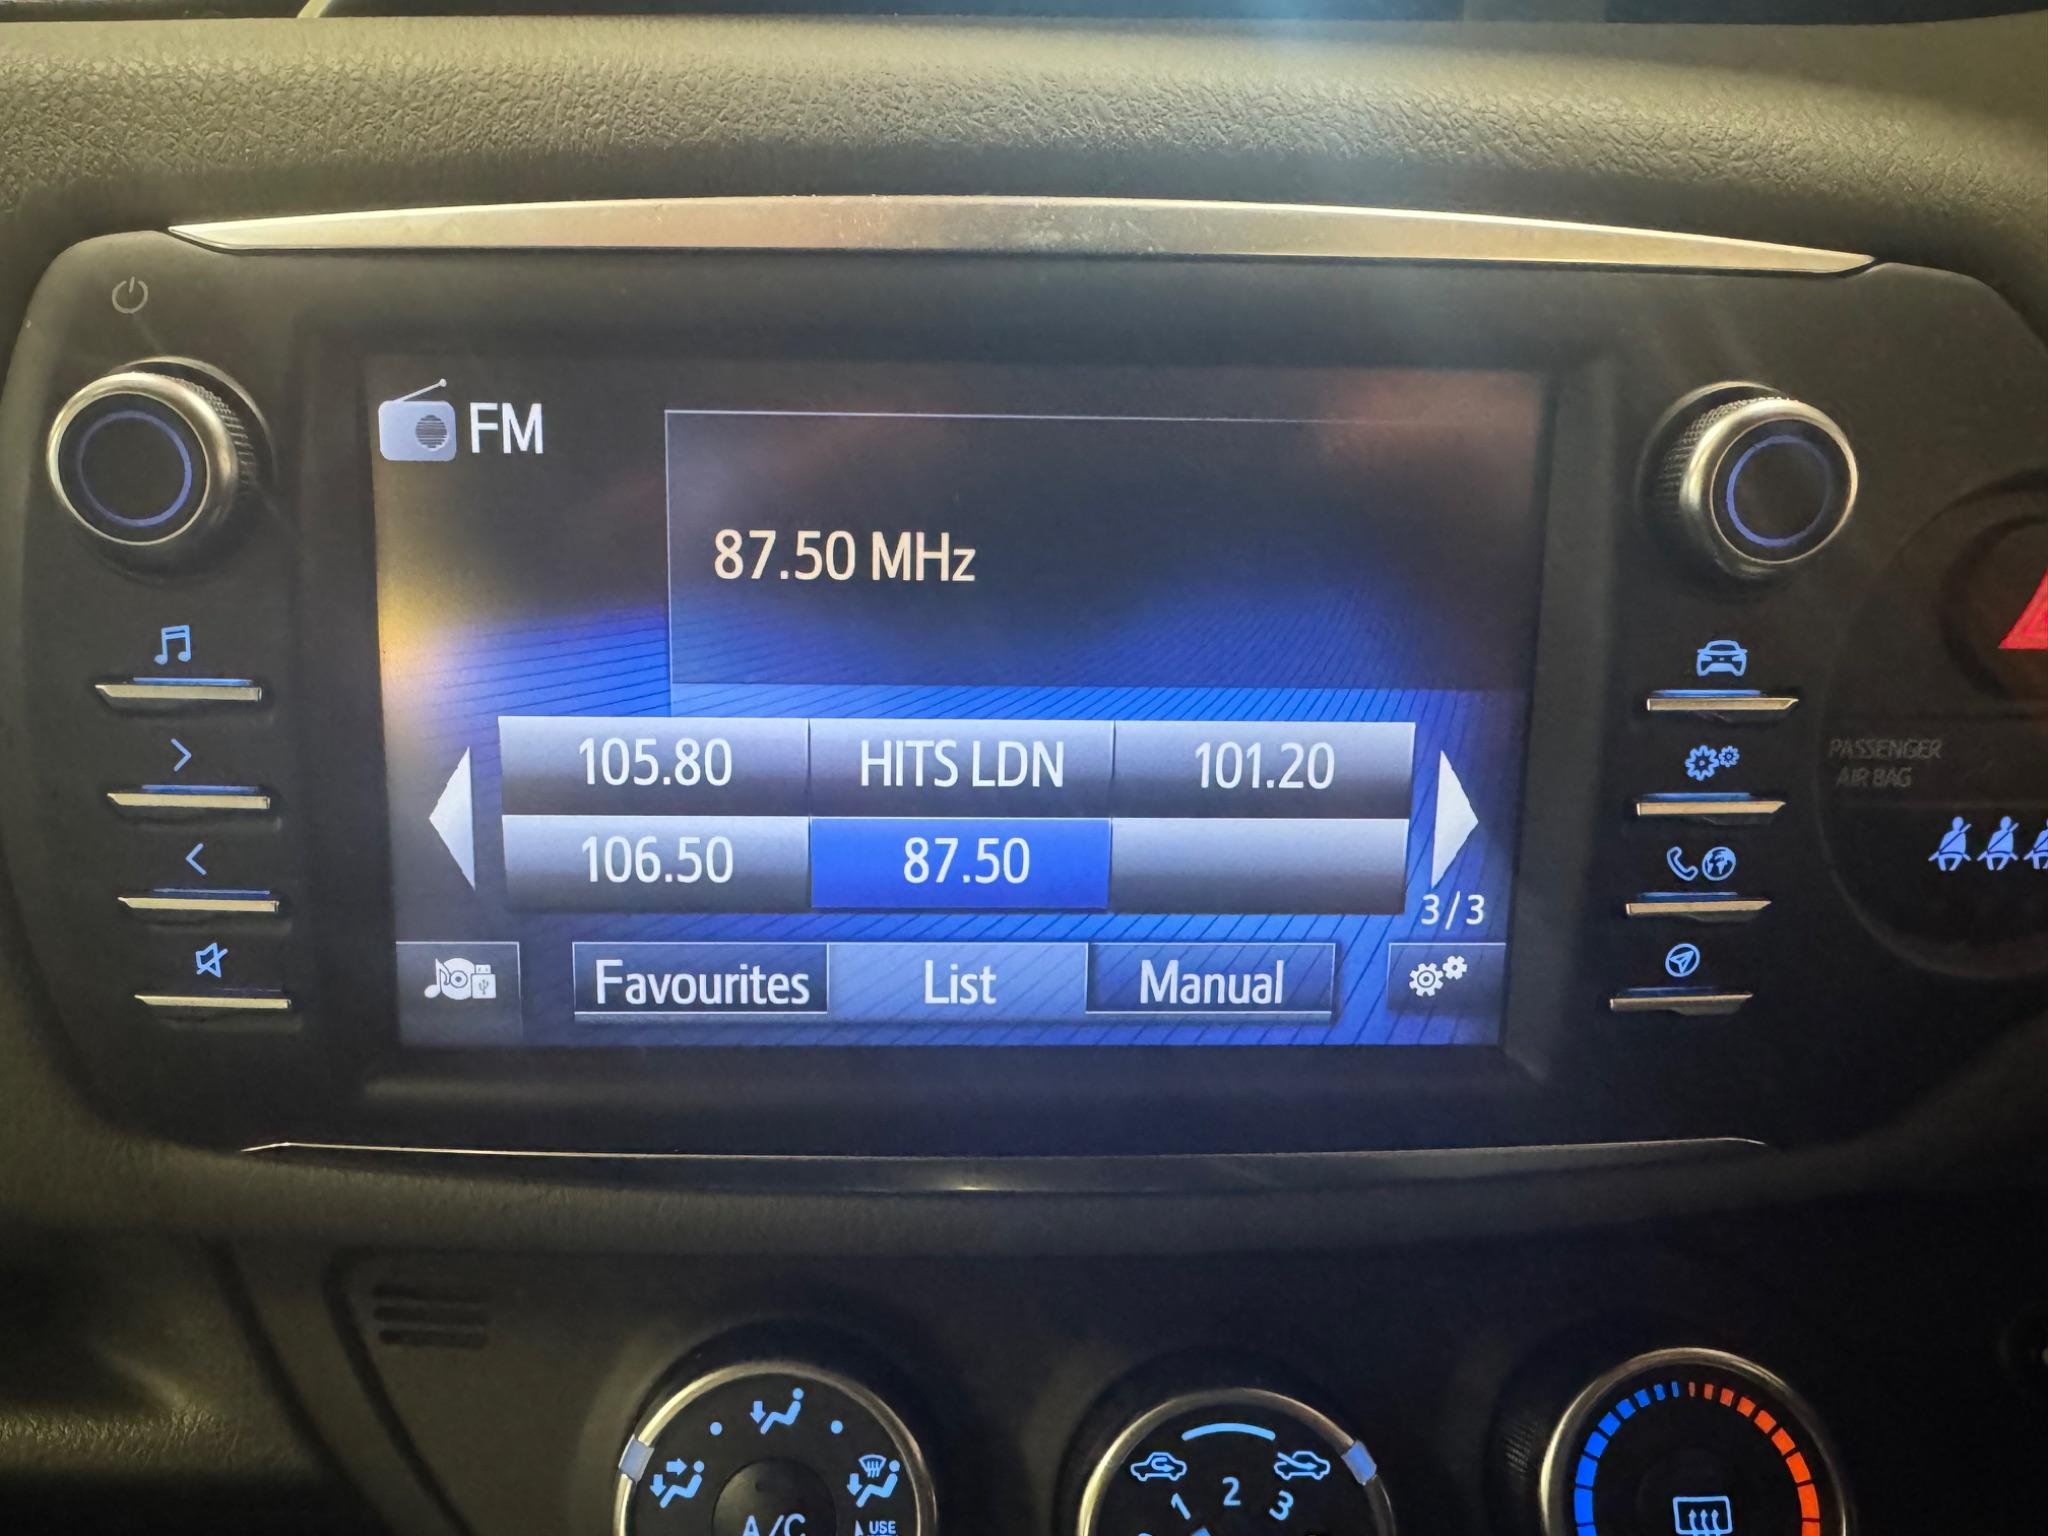 FM
87.50 MHz
105.80 HITS LDN 101.20
106.50 87.50
3/3
Favourites List Manual
PASSENGER
AIR BAG
1 2 3
A/C
USE